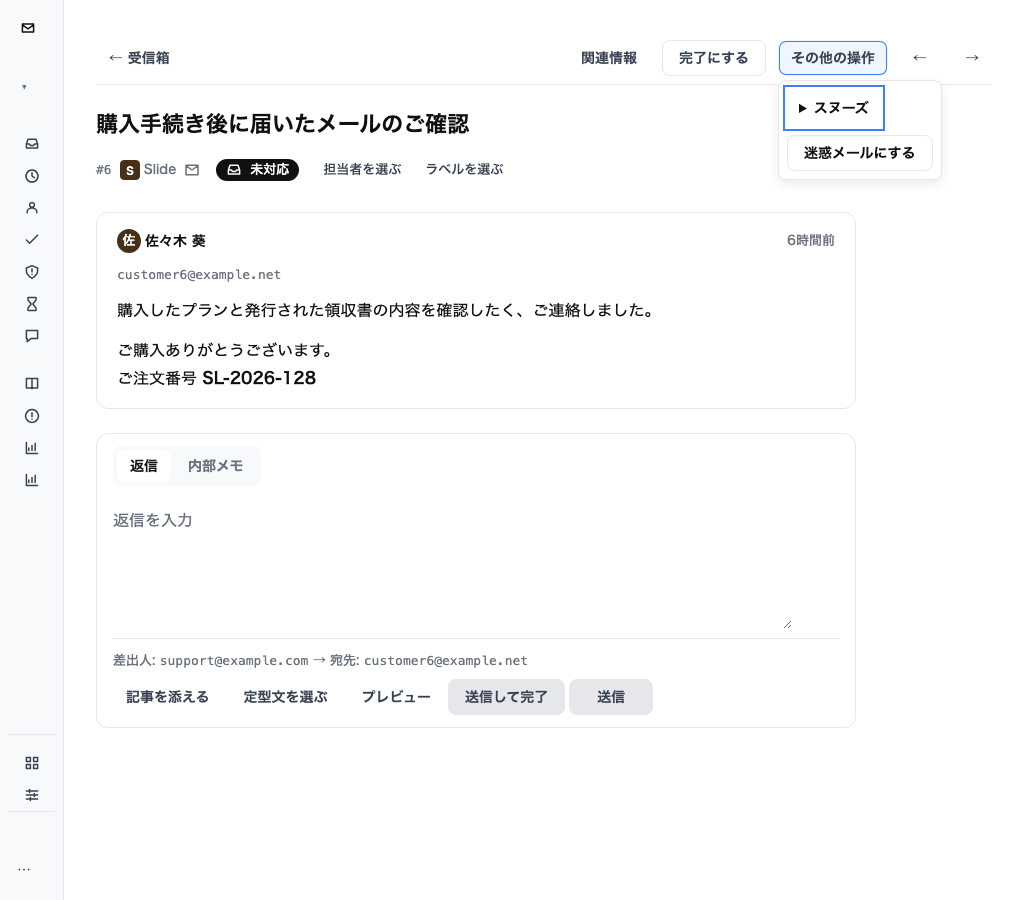 ← 受信箱
関連情報
完了にする
その他の操作
← →
▶ スヌーズ
迷惑メールにする
購入手続き後に届いたメールのご確認
#6 S Slide 未対応 担当者を選ぶ ラベルを選ぶ
佐 佐々木 葵 6時間前
customer6@example.net
購入したプランと発行された領収書の内容を確認したく、ご連絡しました。
ご購入ありがとうございます。
ご注文番号 SL-2026-128
返信 内部メモ
返信を入力
差出人: support@example.com → 宛先: customer6@example.net
記事を添える 定型文を選ぶ プレビュー 送信して完了 送信